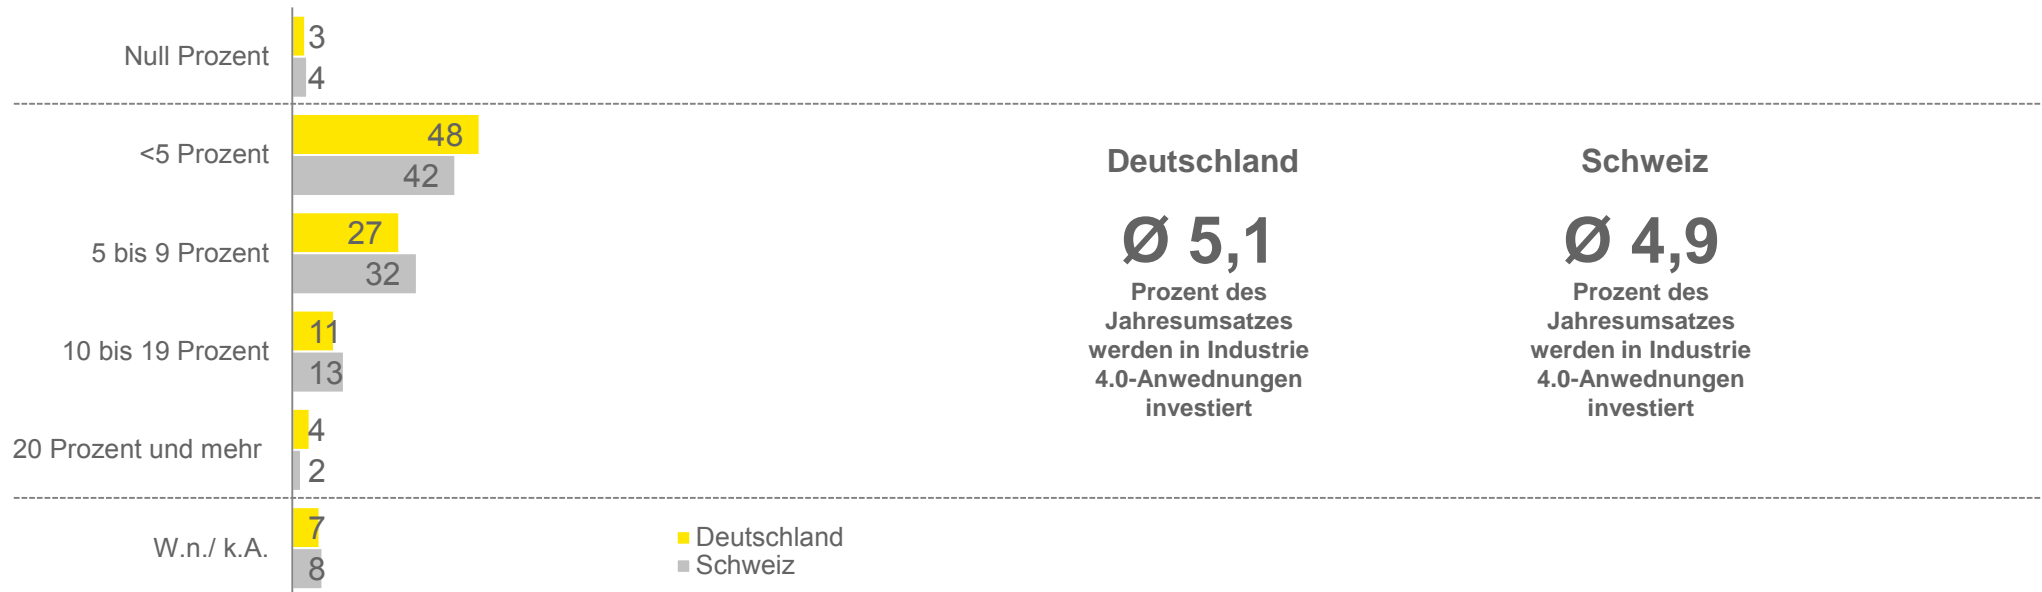 Null Prozent
3
4
<5 Prozent
48
42
5 bis 9 Prozent
27
32
10 bis 19 Prozent
11
13
20 Prozent und mehr
4
2
W.n./ k.A.
7
8
Deutschland
Schweiz
Deutschland
Ø 5,1
Prozent des
Jahresumsatzes
werden in Industrie
4.0-Anwednungen
investiert
Schweiz
Ø 4,9
Prozent des
Jahresumsatzes
werden in Industrie
4.0-Anwednungen
investiert